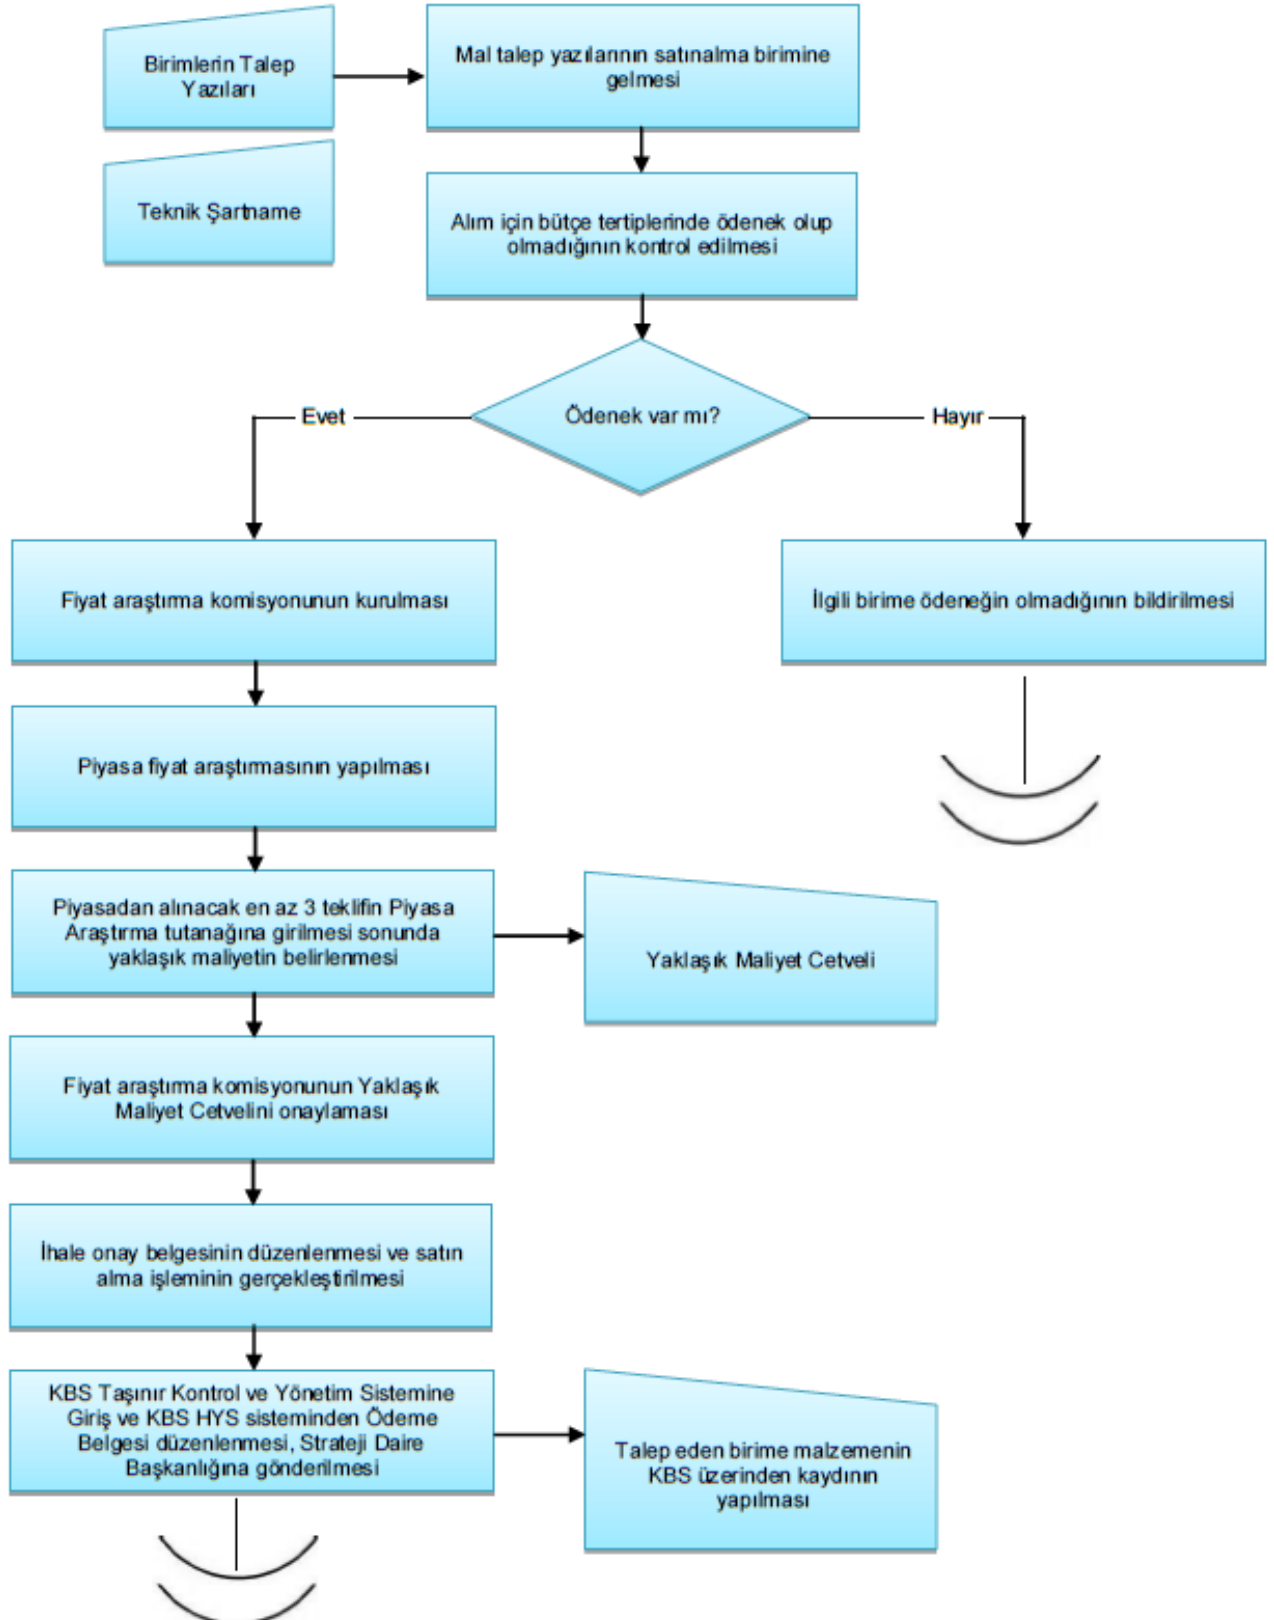 Birimlerin Talep
Yazıları
Mal talep yazılarının satınalma birimine
gelmesi
Teknik Şartname
Alım için bütçe tertiplerinde ödenek olup
olmadığının kontrol edilmesi
Ödenek var mı?
Evet
Hayır
Fiyat araştırma komisyonunun kurulması
İlgili birime ödeneğin olmadığının bildirilmesi
Piyasa fiyat araştırmasının yapılması
Piyasadan alınacak en az 3 teklifin Piyasa
Araştırma tutanağına girilmesi sonunda
yaklaşık maliyetin belirlenmesi
Yaklaşık Maliyet Cetveli
Fiyat araştırma komisyonunun Yaklaşık
Maliyet Cetvelini onaylaması
İhale onay belgesinin düzenlenmesi ve satın
alma işleminin gerçekleştirilmesi
KBS Taşınır Kontrol ve Yönetim Sistemine
Giriş ve KBS HYS sisteminden Ödeme
Belgesi düzenlenmesi, Strateji Daire
Başkanlığına gönderilmesi
Talep eden birime malzemenin
KBS üzerinden kaydının
yapılması